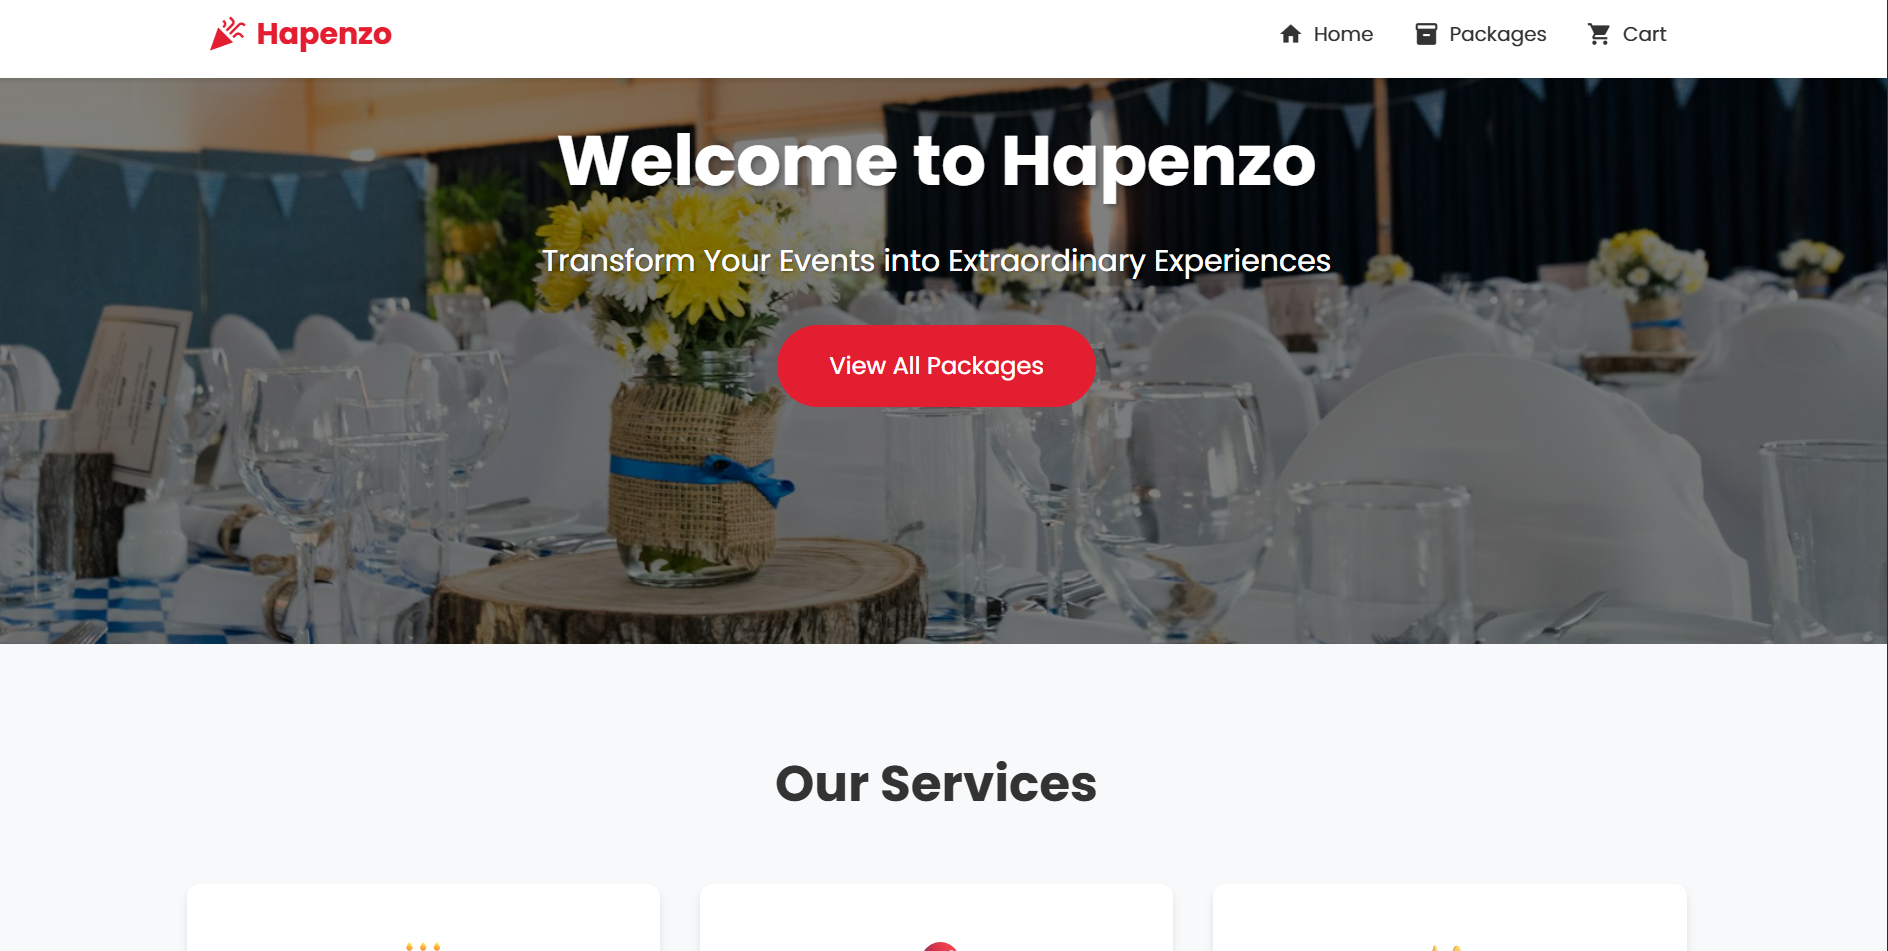 Hapenzo
Home
Packages
Cart
Welcome to Hapenzo
Transform Your Events into Extraordinary Experiences
View All Packages
Our Services